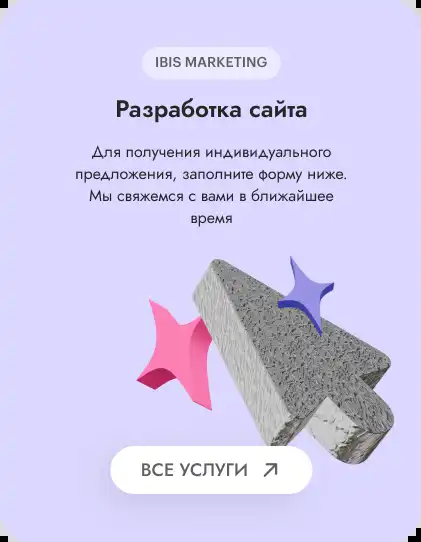 IBIS MARKETING
Разработка сайта
Для получения индивидуального
предложения, заполните форму ниже.
Мы свяжемся с вами в ближайшее
время
ВСЕ УСЛУГИ